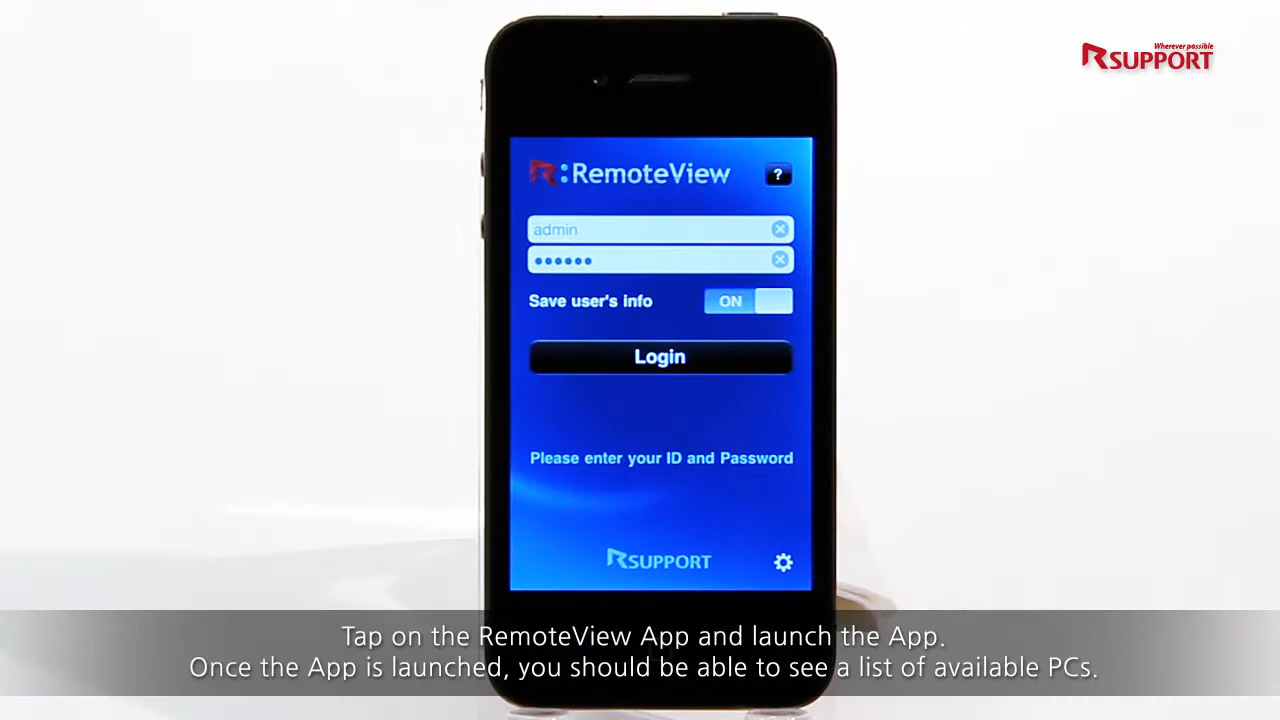 Wherever possible
RSUPPORT
R:RemoteView
?
admin
••••••
Save user's info
ON
Login
Please enter your ID and Password
RSUPPORT
Tap on the RemoteView App and launch the App.
Once the App is launched, you should be able to see a list of available PCs.